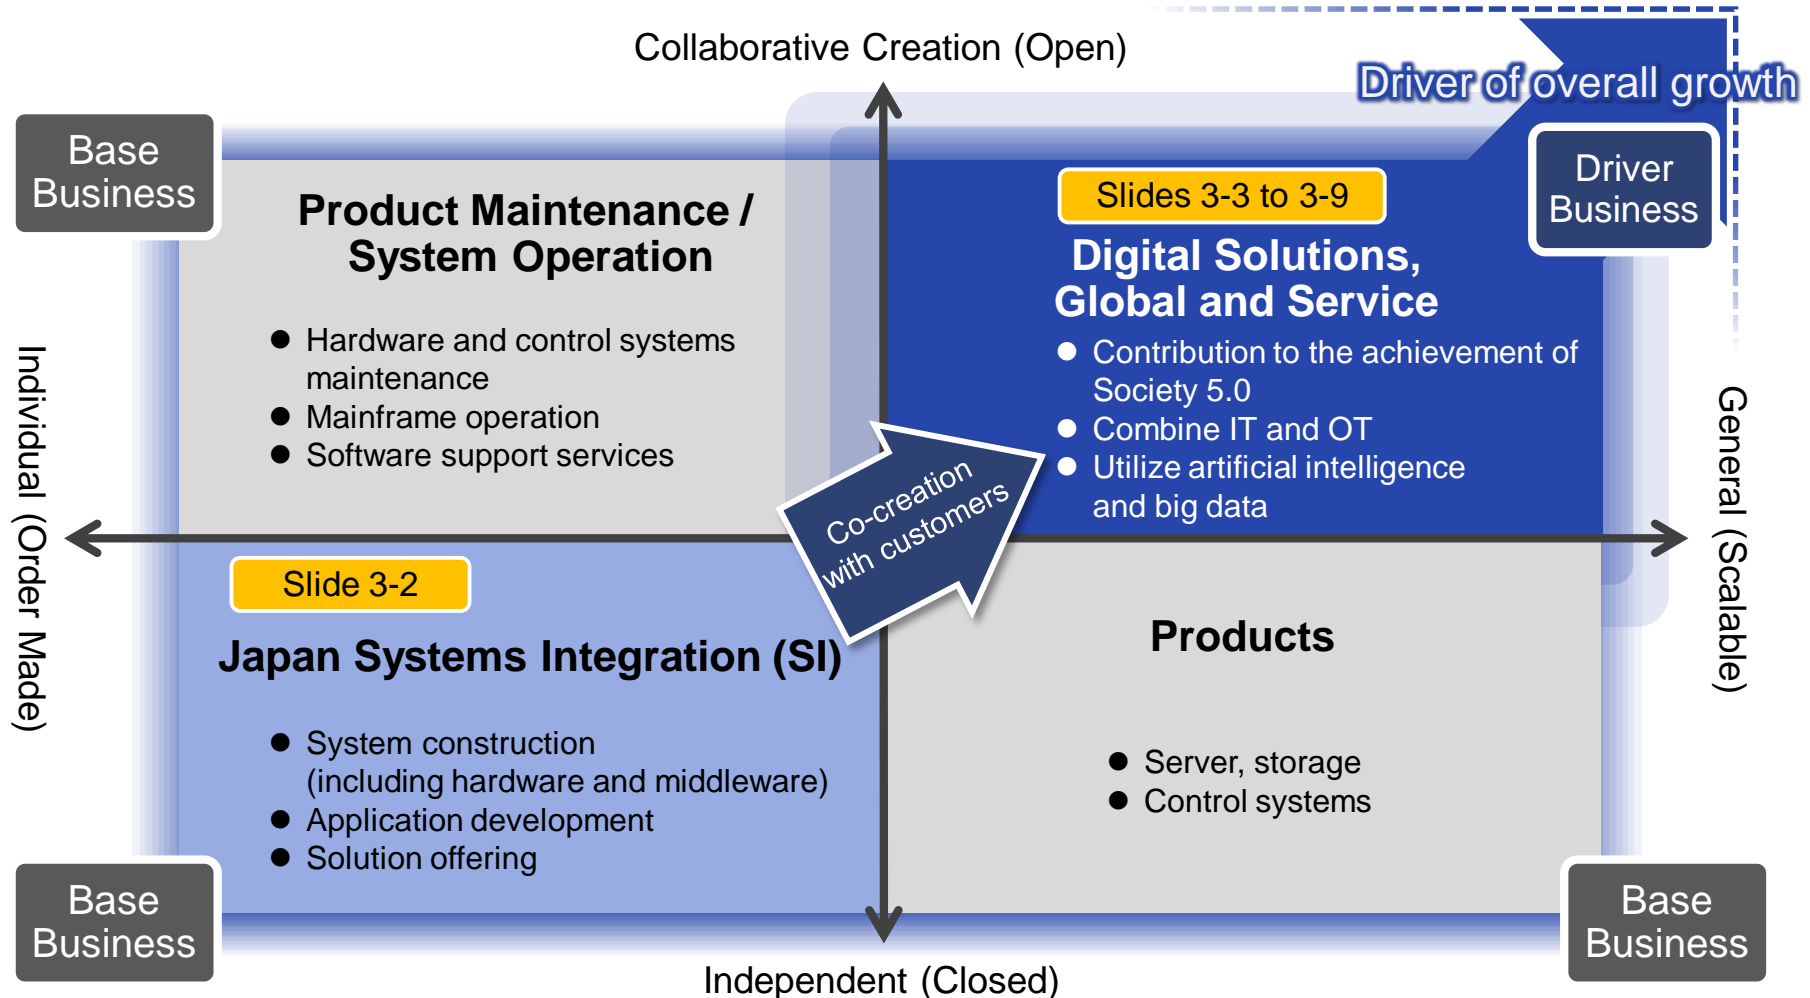 Collaborative Creation (Open)
Driver of overall growth
Base
Business
Driver
Business
Product Maintenance /
System Operation
● Hardware and control systems
maintenance
● Mainframe operation
● Software support services
Slides 3-3 to 3-9
Digital Solutions,
Global and Service
● Contribution to the achievement of
Society 5.0
● Combine IT and OT
● Utilize artificial intelligence
and big data
Individual (Order Made)
General (Scalable)
Co-creation
with customers
Slide 3-2
Japan Systems Integration (SI)
● System construction
(including hardware and middleware)
● Application development
● Solution offering
Products
● Server, storage
● Control systems
Base
Business
Base
Business
Independent (Closed)